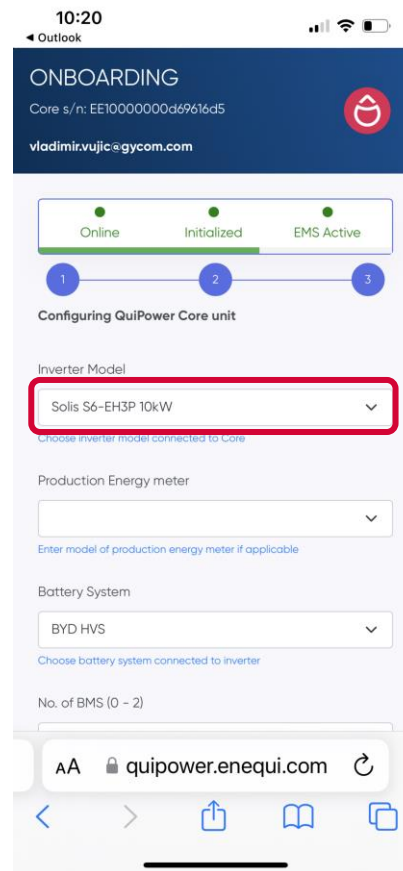 10:20
◀ Outlook
ONBOARDING
Core s/n: EE10000000d69616d5
vladimir.vujic@gycom.com
Online Initialized EMS Active
1 2 3
Configuring QuiPower Core unit
Inverter Model
Solis S6-EH3P 10kW
Choose inverter model connected to Core
Production Energy meter
Enter model of production energy meter if applicable
Battery System
BYD HVS
Choose battery system connected to inverter
No. of BMS (0 - 2)
AA quipower.enequi.com